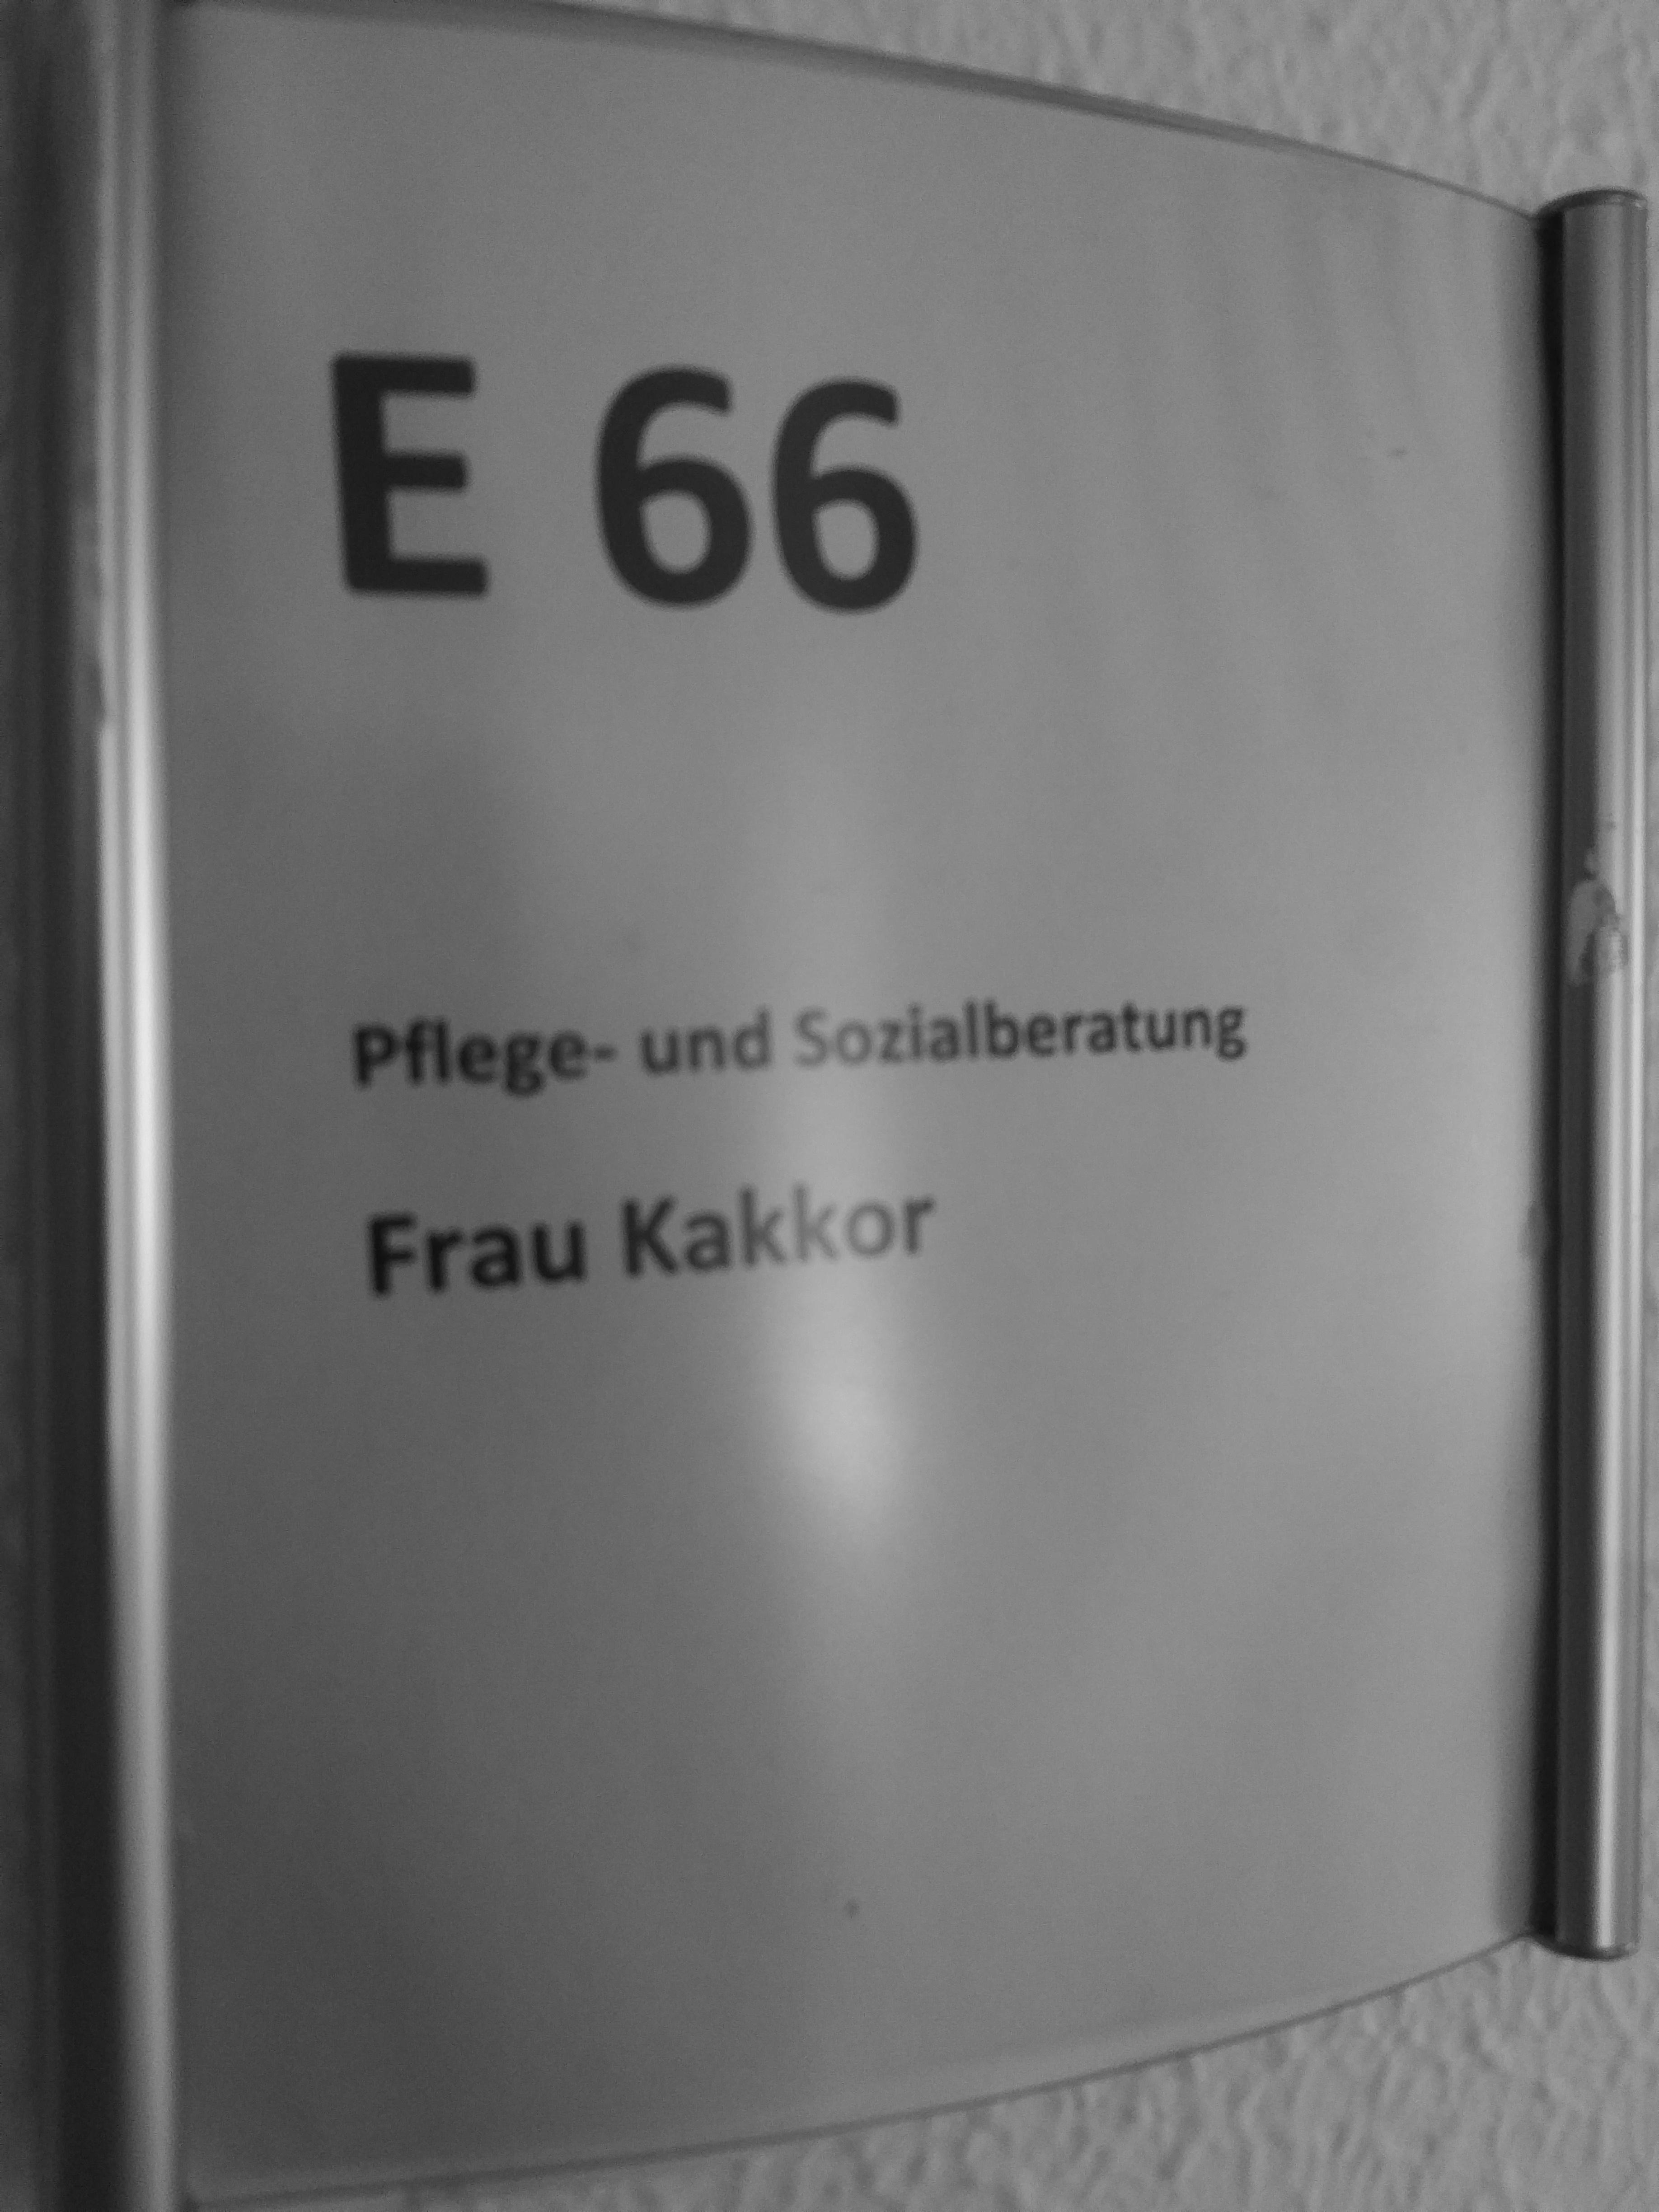 E 66
Pflege- und Sozialberatung
Frau Kakkor